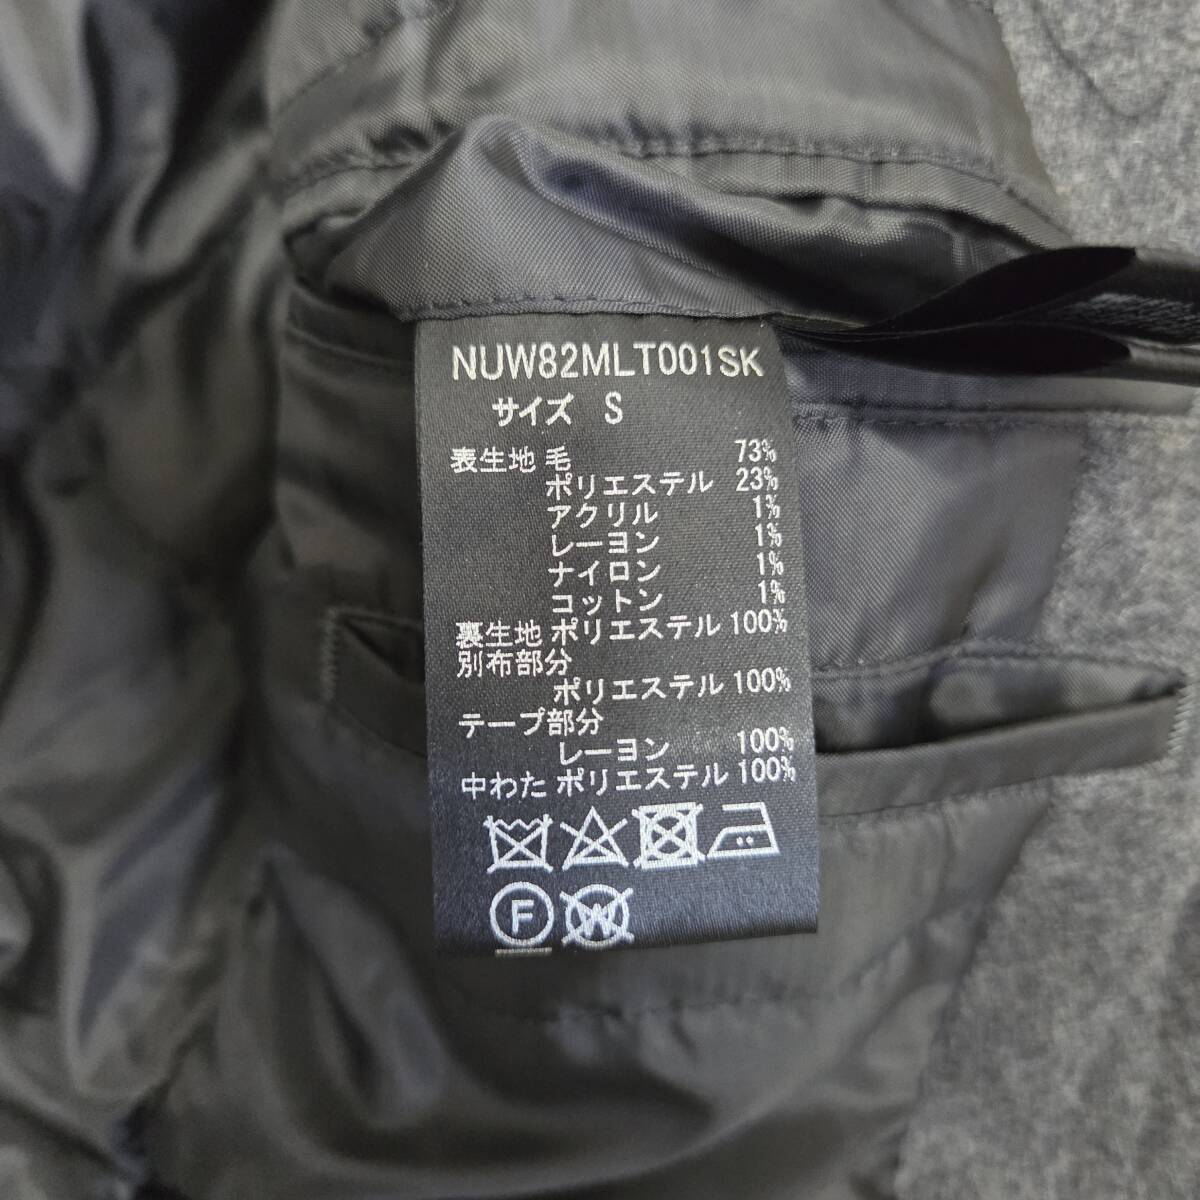 NUW82MLT001SK
サイズ S
表生地 毛 73%
ポリエステル 23%
アクリル 1%
レーヨン 1%
ナイロン 1%
コットン 1%
裏生地 ポリエステル 100%
別布部分
ポリエステル 100%
テープ部分
レーヨン 100%
中わた ポリエステル 100%
F W